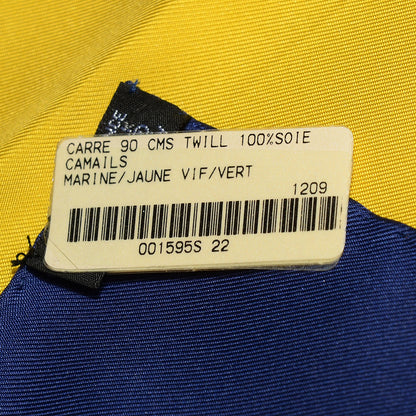 CARRE 90 CMS TWILL 100%SOIE
CAMAILS
MARINE/JAUNE VIF/VERT
1209
001595S 22